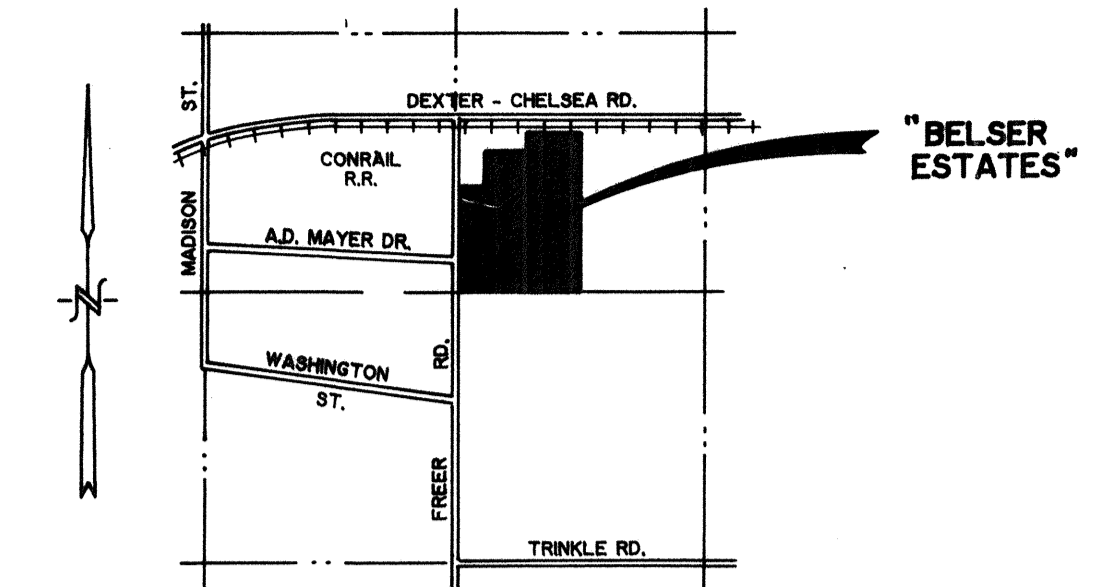 DEXTER - CHELSEA RD.
"BELSER
ESTATES"
ST.
CONRAIL
R.R.
MADISON
A.D. MAYER DR.
N
RD.
WASHINGTON
ST.
FREER
TRINKLE RD.